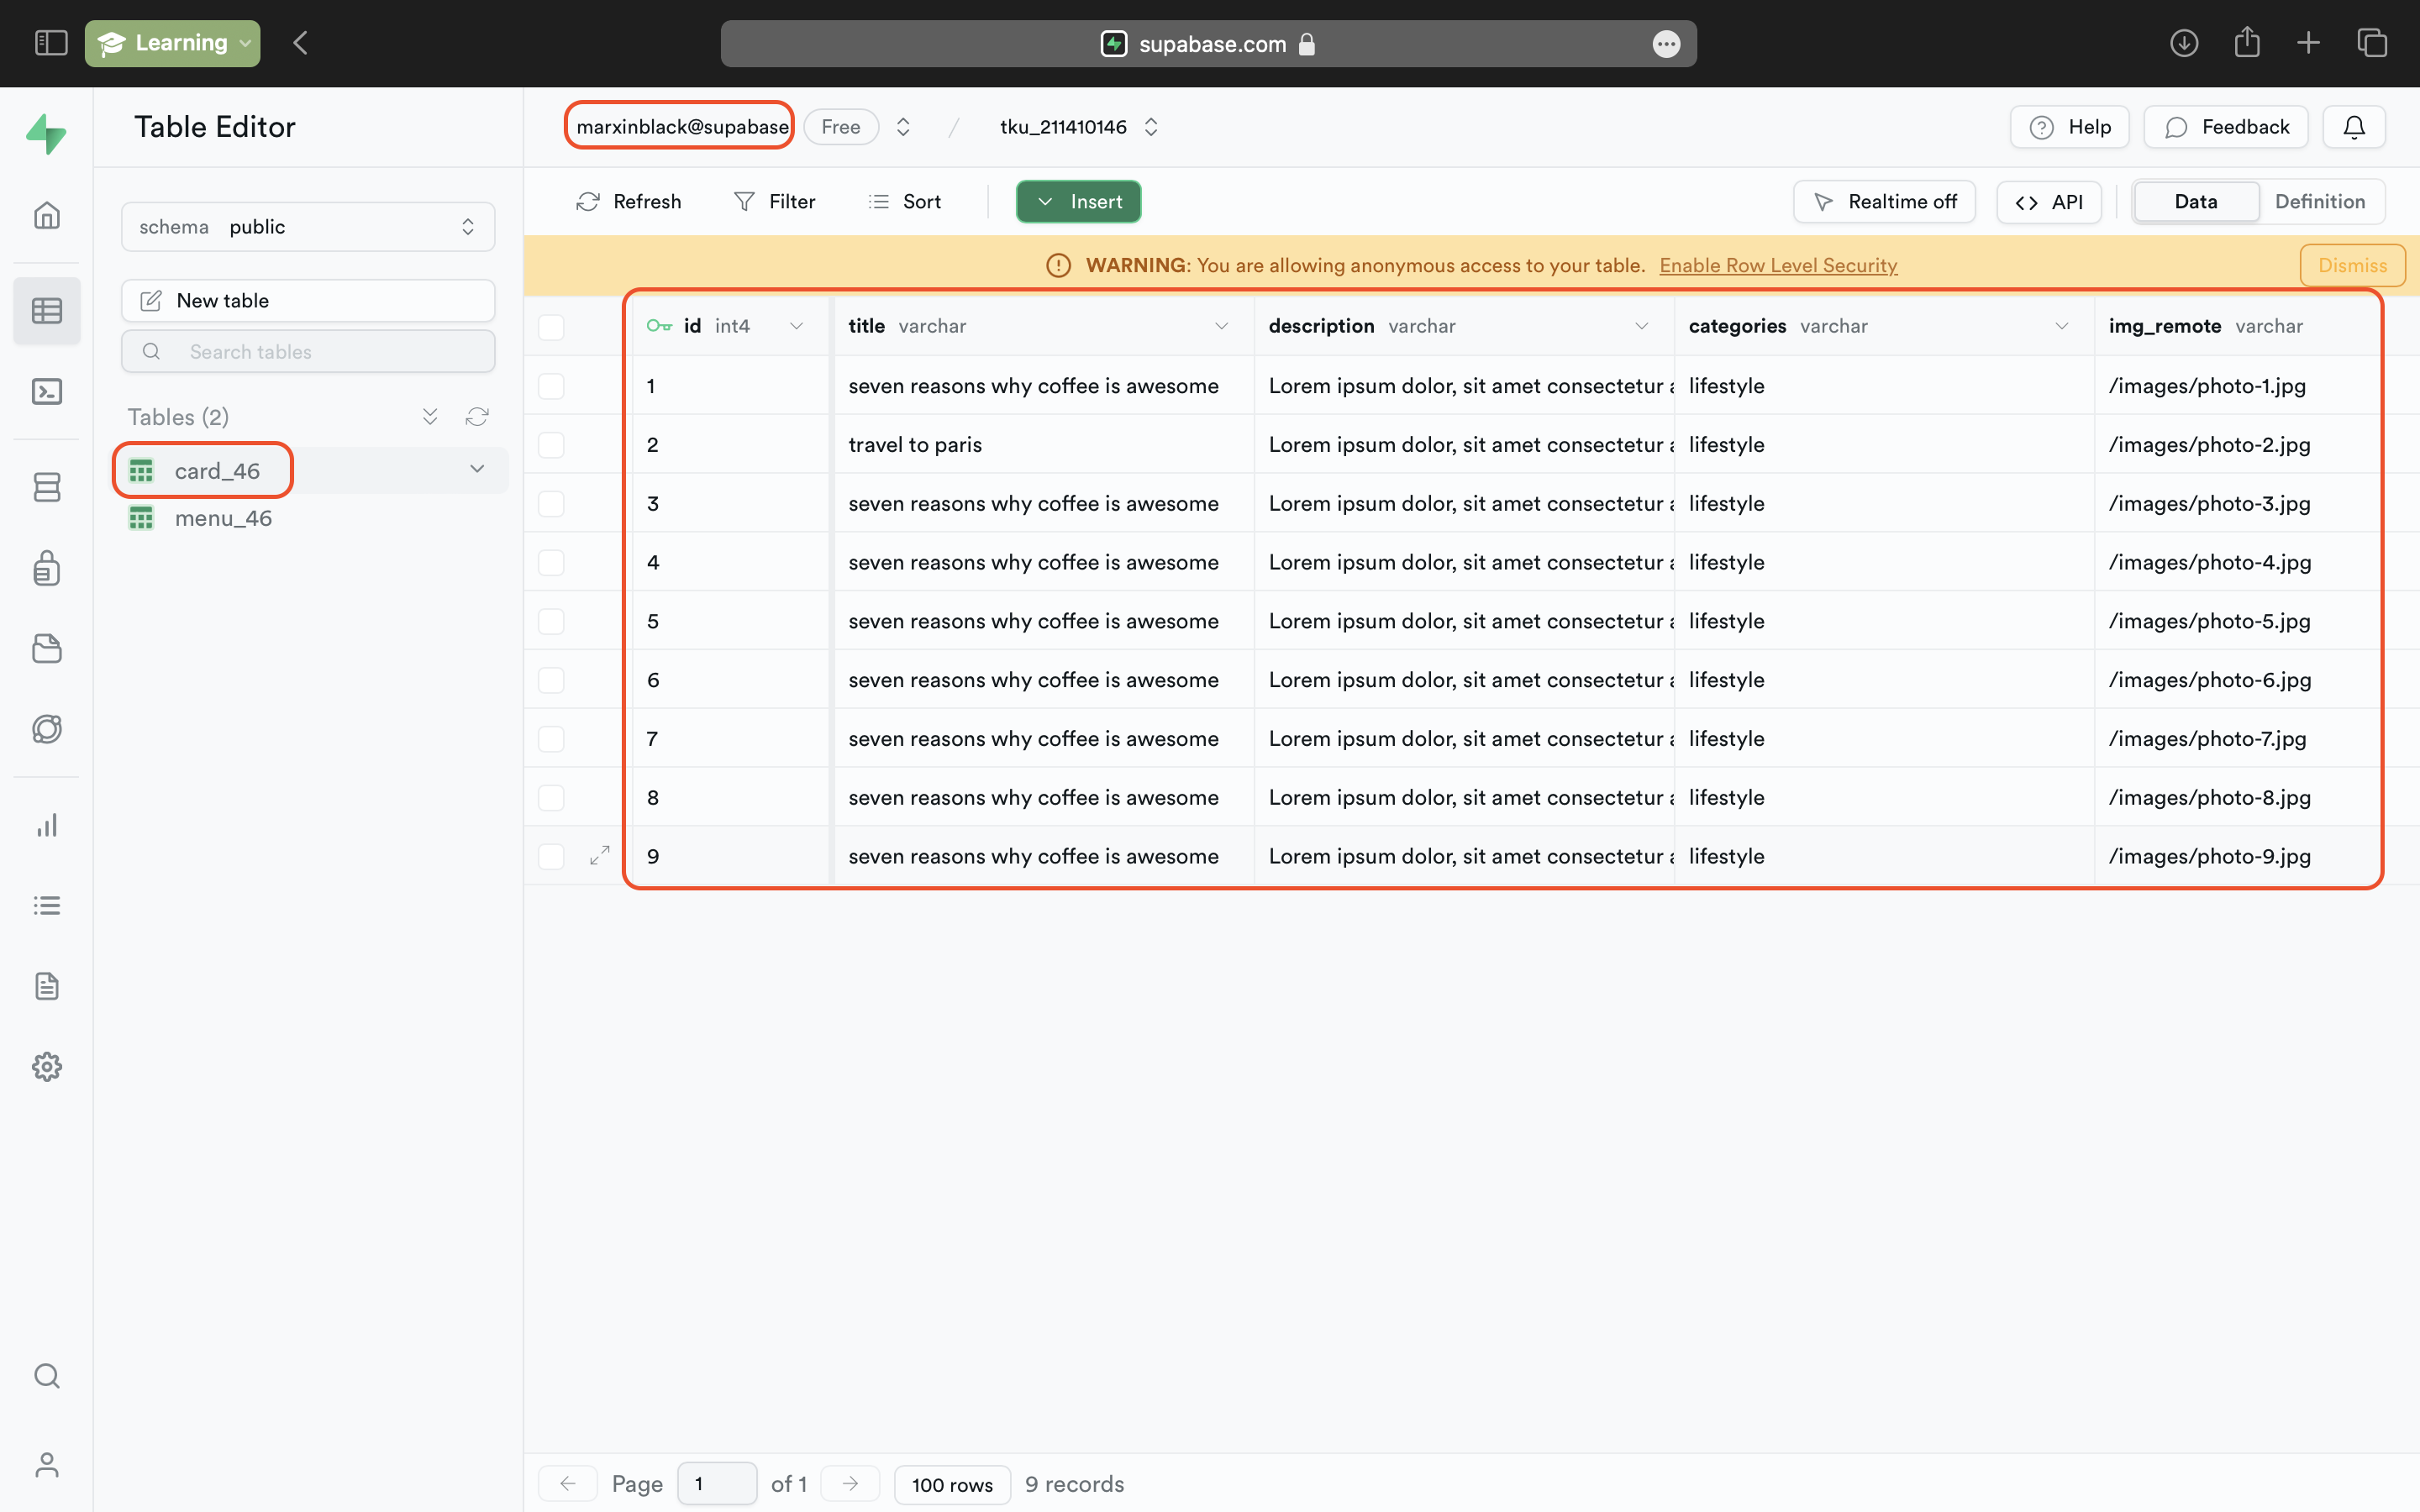 Learning
supabase.com
Table Editor
marxinblack@supabase Free / tku_211410146 Help Feedback
schema public
Refresh Filter Sort Insert Realtime off API Data Definition
WARNING: You are allowing anonymous access to your table. Enable Row Level Security Dismiss
New table
Search tables
Tables (2)
card_46
menu_46
id int4 title varchar description varchar categories varchar img_remote varchar
1 seven reasons why coffee is awesome Lorem ipsum dolor, sit amet consectetur lifestyle /images/photo-1.jpg
2 travel to paris Lorem ipsum dolor, sit amet consectetur lifestyle /images/photo-2.jpg
3 seven reasons why coffee is awesome Lorem ipsum dolor, sit amet consectetur lifestyle /images/photo-3.jpg
4 seven reasons why coffee is awesome Lorem ipsum dolor, sit amet consectetur lifestyle /images/photo-4.jpg
5 seven reasons why coffee is awesome Lorem ipsum dolor, sit amet consectetur lifestyle /images/photo-5.jpg
6 seven reasons why coffee is awesome Lorem ipsum dolor, sit amet consectetur lifestyle /images/photo-6.jpg
7 seven reasons why coffee is awesome Lorem ipsum dolor, sit amet consectetur lifestyle /images/photo-7.jpg
8 seven reasons why coffee is awesome Lorem ipsum dolor, sit amet consectetur lifestyle /images/photo-8.jpg
9 seven reasons why coffee is awesome Lorem ipsum dolor, sit amet consectetur lifestyle /images/photo-9.jpg
Page 1 of 1 100 rows 9 records